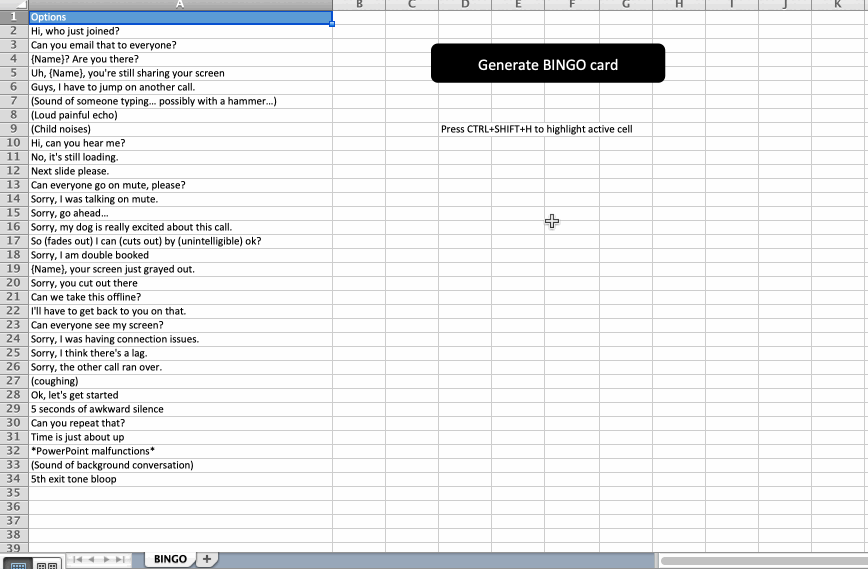 A B C D E F G H I J K
1 Options
2 Hi, who just joined?
3 Can you email that to everyone?
4 {Name}? Are you there?
5 Uh, {Name}, you're still sharing your screen
6 Guys, I have to jump on another call.
7 (Sound of someone typing… possibly with a hammer…)
8 (Loud painful echo)
9 (Child noises)
10 Hi, can you hear me?
11 No, it's still loading.
12 Next slide please.
13 Can everyone go on mute, please?
14 Sorry, I was talking on mute.
15 Sorry, go ahead…
16 Sorry, my dog is really excited about this call.
17 So (fades out) I can (cuts out) by (unintelligible) ok?
18 Sorry, I am double booked
19 {Name}, your screen just grayed out.
20 Sorry, you cut out there
21 Can we take this offline?
22 I'll have to get back to you on that.
23 Can everyone see my screen?
24 Sorry, I was having connection issues.
25 Sorry, I think there's a lag.
26 Sorry, the other call ran over.
27 (coughing)
28 Ok, let's get started
29 5 seconds of awkward silence
30 Can you repeat that?
31 Time is just about up
32 *PowerPoint malfunctions*
33 (Sound of background conversation)
34 5th exit tone bloop
35
36
37
38
39
Generate BINGO card
Press CTRL+SHIFT+H to highlight active cell
BINGO +